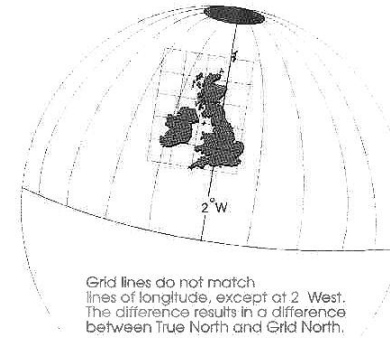 2°W
Grid lines do not match
lines of longitude, except at 2 West.
The difference results in a difference
between True North and Grid North.